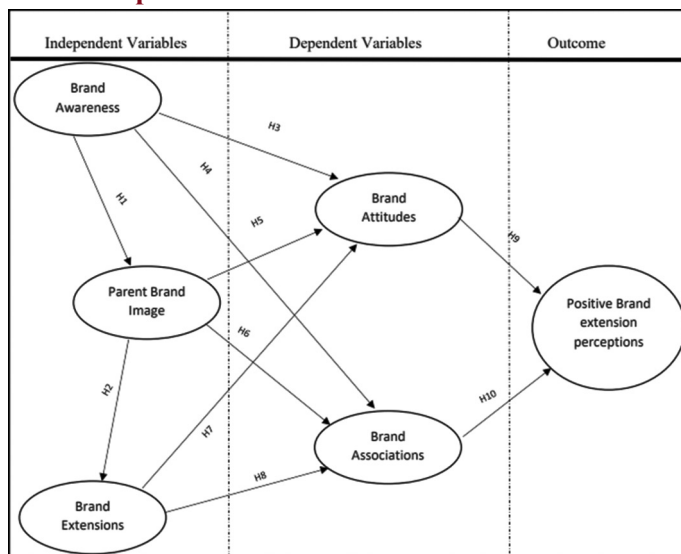 Independent Variables
Dependent Variables
Outcome
Brand
Awareness
H3
H4
H1
Brand
Attitudes
H5
H9
Parent Brand
Image
Positive Brand
extension
perceptions
H6
H2
H7
H10
Brand
Associations
H8
Brand
Extensions